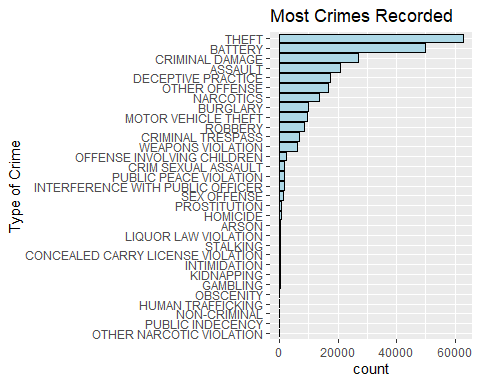 Most Crimes Recorded
Type of Crime
THEFT
BATTERY
CRIMINAL DAMAGE
ASSAULT
DECEPTIVE PRACTICE
OTHER OFFENSE
NARCOTICS
BURGLARY
MOTOR VEHICLE THEFT
ROBBERY
CRIMINAL TRESPASS
WEAPONS VIOLATION
OFFENSE INVOLVING CHILDREN
CRIM SEXUAL ASSAULT
PUBLIC PEACE VIOLATION
INTERFERENCE WITH PUBLIC OFFICER
SEX OFFENSE
PROSTITUTION
HOMICIDE
ARSON
LIQUOR LAW VIOLATION
STALKING
CONCEALED CARRY LICENSE VIOLATION
INTIMIDATION
KIDNAPPING
GAMBLING
OBSCENITY
HUMAN TRAFFICKING
NON-CRIMINAL
PUBLIC INDECENCY
OTHER NARCOTIC VIOLATION
0 20000 40000 60000
count